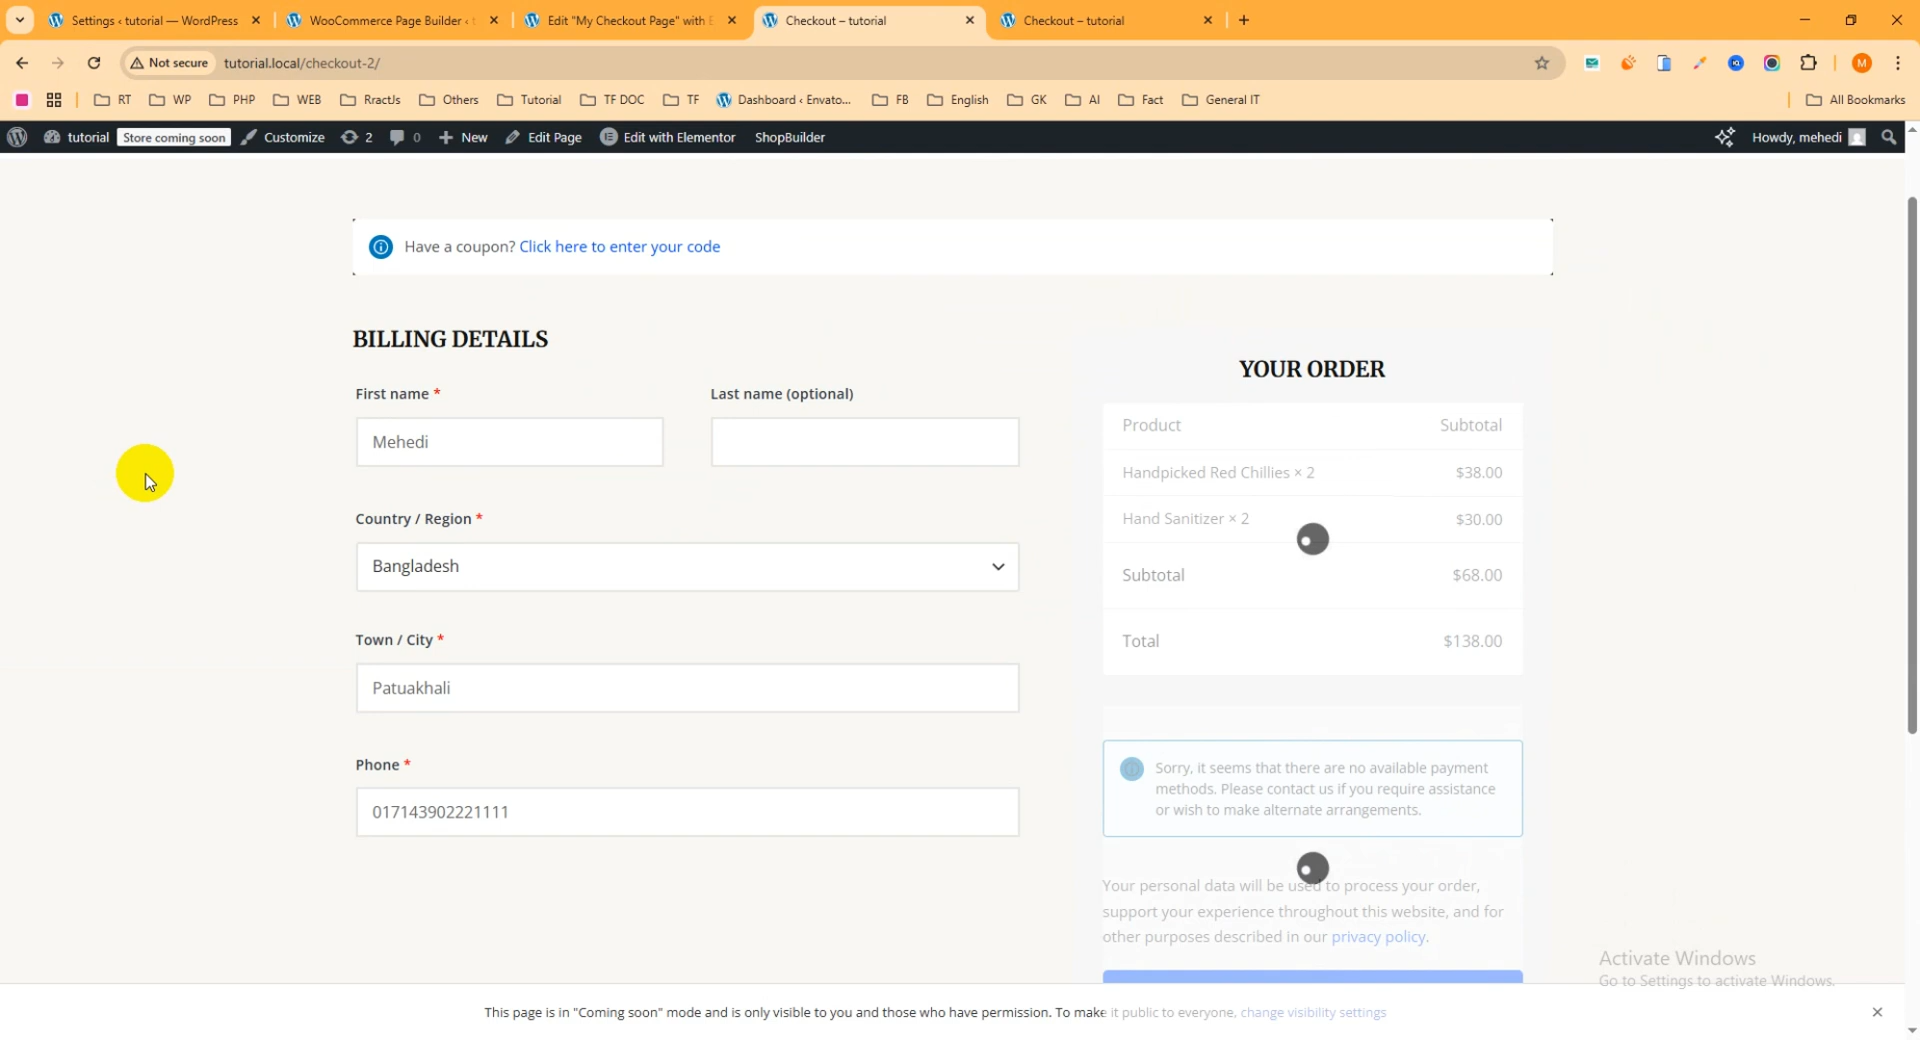 Settings ‹ tutorial — WordPress
WooCommerce Page Builder ‹ t
Edit "My Checkout Page" with E
Checkout – tutorial
Checkout – tutorial
Not secure
tutorial.local/checkout-2/
M
RT
WP
PHP
WEB
RractJs
Others
Tutorial
TF DOC
TF
Dashboard ‹ Envato...
FB
English
GK
AI
Fact
General IT
All Bookmarks
tutorial
Store coming soon
Customize
2
0
New
Edit Page
Edit with Elementor
ShopBuilder
Howdy, mehedi
Have a coupon? Click here to enter your code
BILLING DETAILS
First name *
Last name (optional)
Mehedi
Country / Region *
Bangladesh
Town / City *
Patuakhali
Phone *
017143902221111
YOUR ORDER
Product Subtotal
Handpicked Red Chillies × 2 $38.00
Hand Sanitizer × 2 $30.00
Subtotal $68.00
Total $138.00
Sorry, it seems that there are no available payment
methods. Please contact us if you require assistance
or wish to make alternate arrangements.
Your personal data will be used to process your order,
support your experience throughout this website, and for
other purposes described in our privacy policy.
Activate Windows
Go to Settings to activate Windows.
This page is in "Coming soon" mode and is only visible to you and those who have permission. To make it public to everyone, change visibility settings